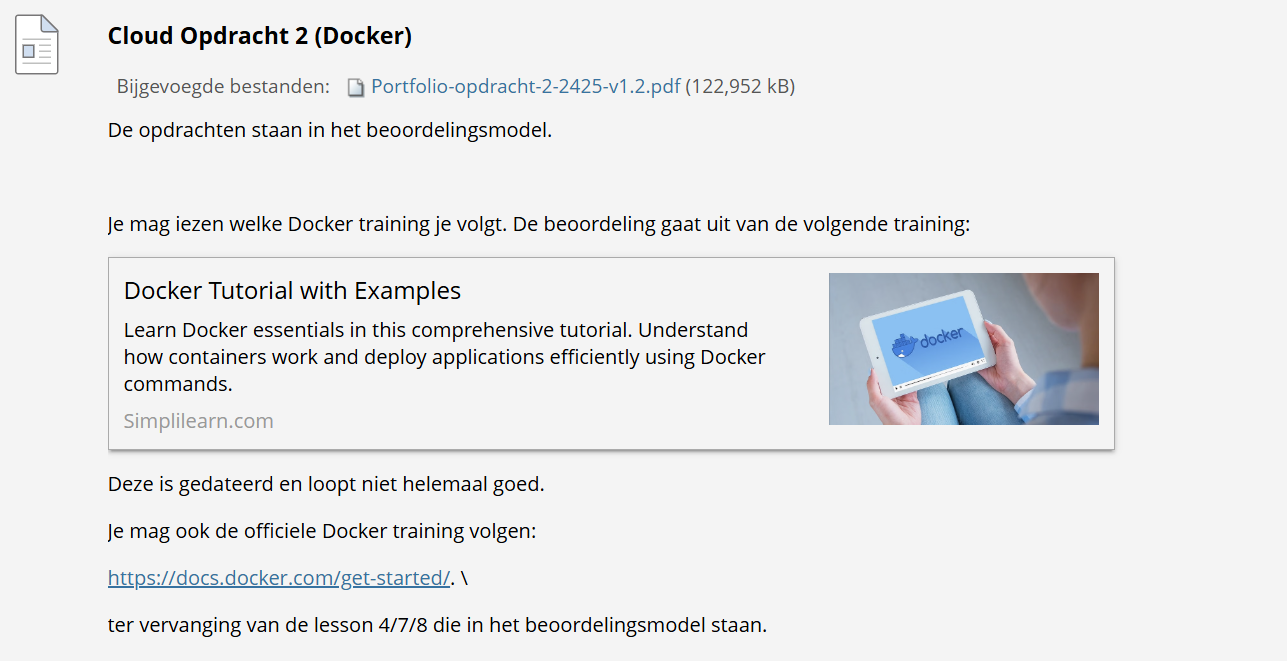 Cloud Opdracht 2 (Docker)
Bijgevoegde bestanden: Portfolio-opdracht-2-2425-v1.2.pdf (122,952 kB)
De opdrachten staan in het beoordelingsmodel.
Je mag iezen welke Docker training je volgt. De beoordeling gaat uit van de volgende training:
Docker Tutorial with Examples
Learn Docker essentials in this comprehensive tutorial. Understand
how containers work and deploy applications efficiently using Docker
commands.
Simplilearn.com
docker
Deze is gedateerd en loopt niet helemaal goed.
Je mag ook de officiele Docker training volgen:
https://docs.docker.com/get-started/. \
ter vervanging van de lesson 4/7/8 die in het beoordelingsmodel staan.